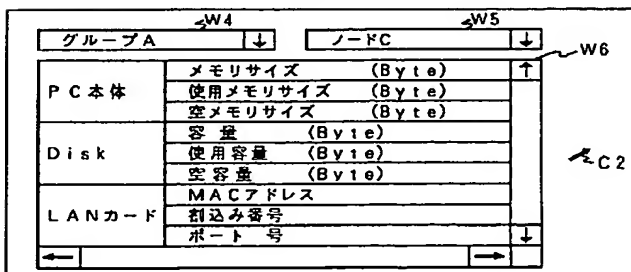 W4 W5
グループA ↓ ノードC ↓
W6
PC本体
メモリサイズ (Byte) ↑
使用メモリサイズ (Byte)
空メモリサイズ (Byte)
Disk
容量 (Byte)
使用容量 (Byte)
空容量 (Byte)
C2
LANカード
MACアドレス
割込み番号
ポート 号 ↓
← →